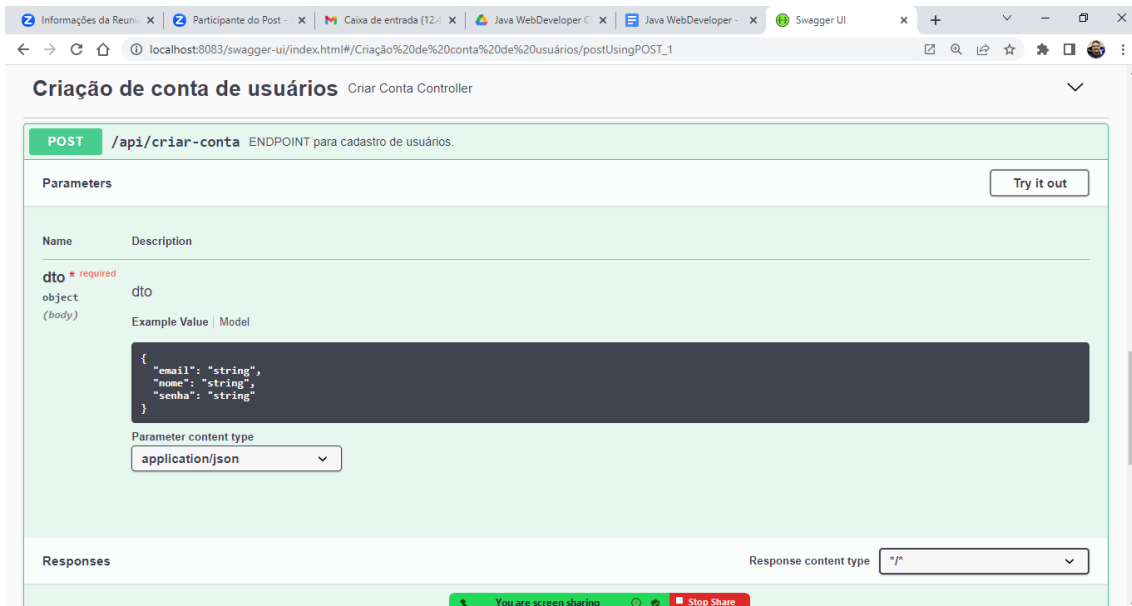 Informações da Reuni
Participante do Post -
Caixa de entrada (12.4
Java WebDeveloper C
Java WebDeveloper -
Swagger UI
localhost:8083/swagger-ui/index.html#/Criação%20de%20conta%20de%20usuários/postUsingPOST_1
Criação de conta de usuários Criar Conta Controller
POST /api/criar-conta ENDPOINT para cadastro de usuários.
Parameters
Try it out
Name Description
dto * required
object
(body)
dto
Example Value | Model
{
"email": "string",
"nome": "string",
"senha": "string"
}
Parameter content type
application/json
Responses
Response content type */*
You are screen sharing Stop Share